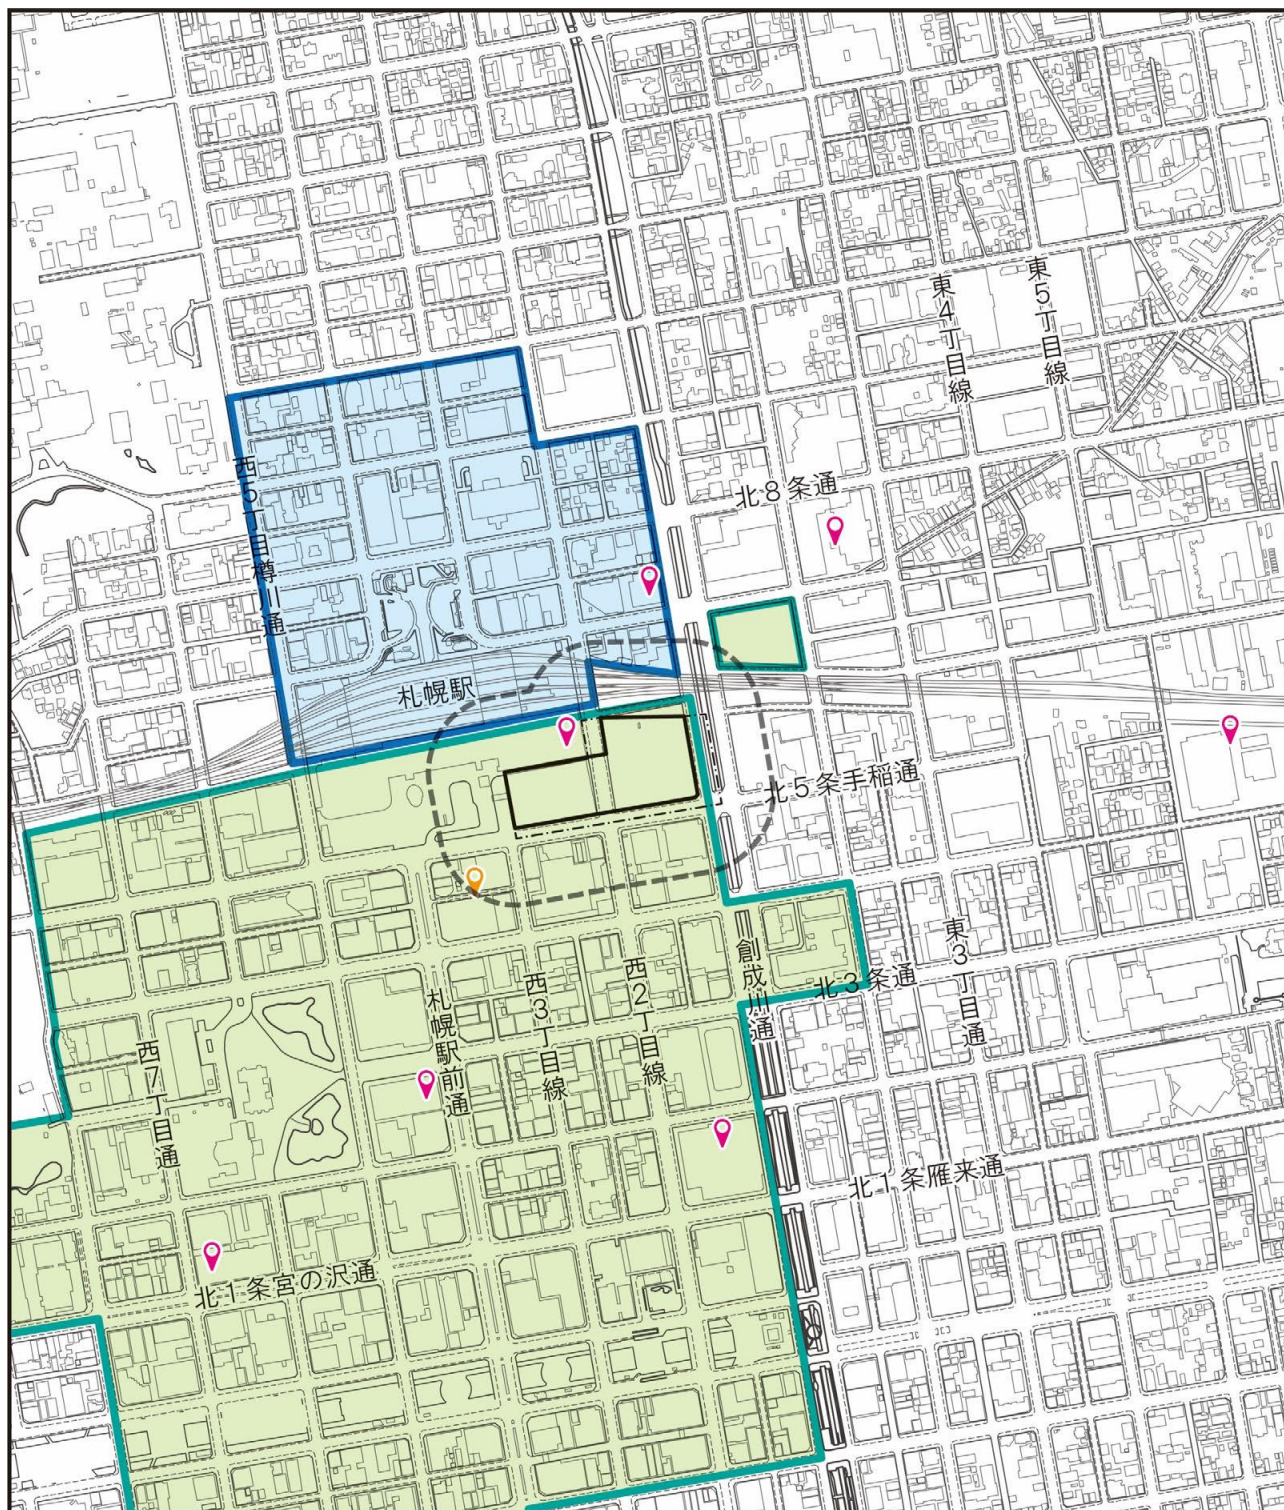 東4丁目線
東5丁目線
西5丁目樽川通
北8条通
札幌駅
北5条手稲通
創成川通
北3条通
東3丁目通
西2丁目線
西3丁目線
札幌駅前通
西7丁目通
北1条雁来通
北1条宮の沢通